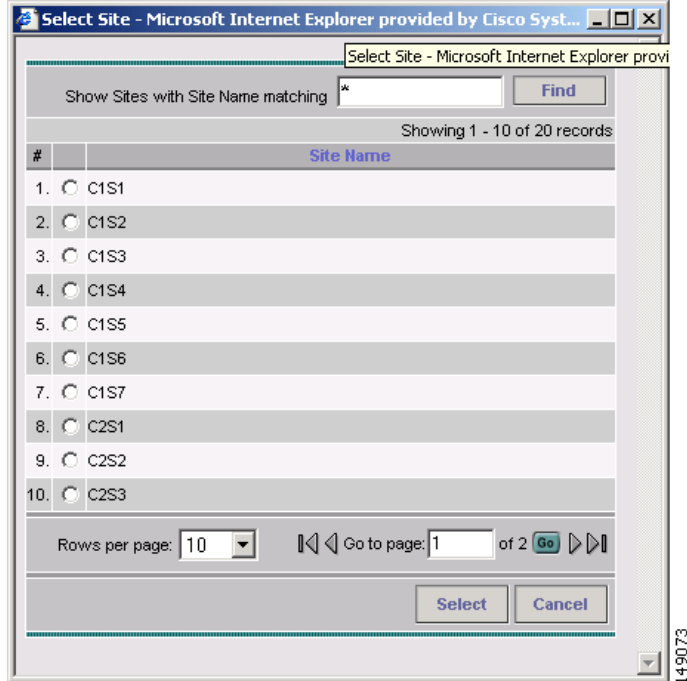 Select Site - Microsoft Internet Explorer provided by Cisco Syst...
Select Site - Microsoft Internet Explorer provi
Show Sites with Site Name matching * Find
Showing 1 - 10 of 20 records
# Site Name
1. C1S1
2. C1S2
3. C1S3
4. C1S4
5. C1S5
6. C1S6
7. C1S7
8. C2S1
9. C2S2
10. C2S3
Rows per page: 10 Go to page: 1 of 2 Go
Select Cancel
149073